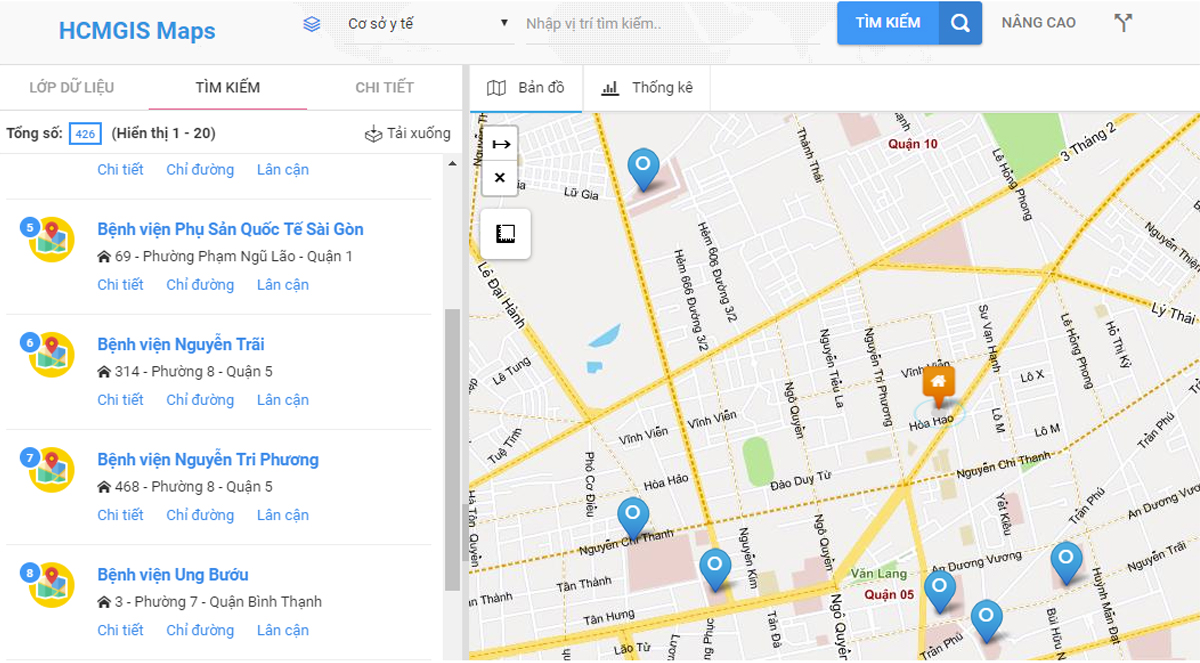 HCMGIS Maps
Cơ sở y tế
Nhập vị trí tìm kiếm..
TÌM KIẾM
NÂNG CAO
LỚP DỮ LIỆU
TÌM KIẾM
CHI TIẾT
Bản đồ
Thống kê
Tổng số: 426 (Hiển thị 1 - 20)
Tải xuống
Chi tiết Chỉ đường Lân cận
5
Bệnh viện Phụ Sản Quốc Tế Sài Gòn
69 - Phường Phạm Ngũ Lão - Quận 1
Chi tiết Chỉ đường Lân cận
6
Bệnh viện Nguyễn Trãi
314 - Phường 8 - Quận 5
Chi tiết Chỉ đường Lân cận
7
Bệnh viện Nguyễn Tri Phương
468 - Phường 8 - Quận 5
Chi tiết Chỉ đường Lân cận
8
Bệnh viện Ung Bướu
3 - Phường 7 - Quận Bình Thạnh
Chi tiết Chỉ đường Lân cận
Quận 10
3 Tháng 2
Thành Thái
Lê Hồng Phong
Lữ Gia
Nguyễn Thiện
Hẻm 606 Đường 3/2
Hẻm 666 Đường 3/2
Lê Đại Hành
Lý Thái
Sư Vạn Hạnh
Lê Hồng Phong
Hồ Thị Kỷ
Nguyễn Tiểu La
Nguyễn Tri Phương
Lê Tung
Vĩnh Viễn
Lô X
Ngô Quyền
Hòa Hảo
Lô M
Lô M
Vĩnh Viễn
Vĩnh Viễn
Tuệ Tĩnh
Trần Phú
Phó Cơ Điều
Nguyễn Chí Thanh
Hòa Hảo
Đào Duy Từ
Hà Tôn Quyền
Yết Kiêu
Trần Phú
An Dương Vương
Nguyễn Chí Thanh
Nguyễn Kim
Ngô Quyền
An Dương Vương
Nguyễn Trãi
Văn Lang
Quận 05
Tân Thành
Tân Hưng
Tản Đà
Ngô Quyền
Huỳnh Mẫn Đạt
Bùi Hữu
Trần Phú
Lão Tử